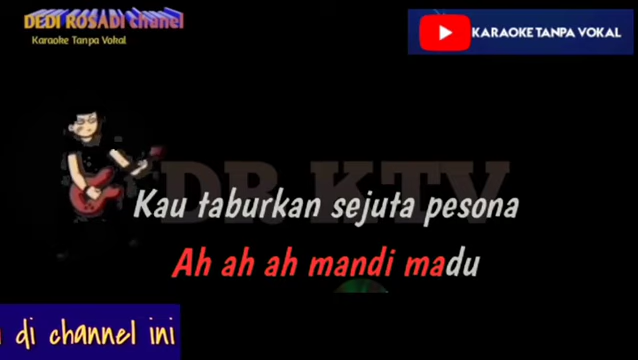 DEDI ROSADI chanel
Karaoke Tanpa Vokal
KARAOKE TANPA VOKAL
DR KTV
Kau taburkan sejuta pesona
Ah ah ah mandi madu
di channel ini